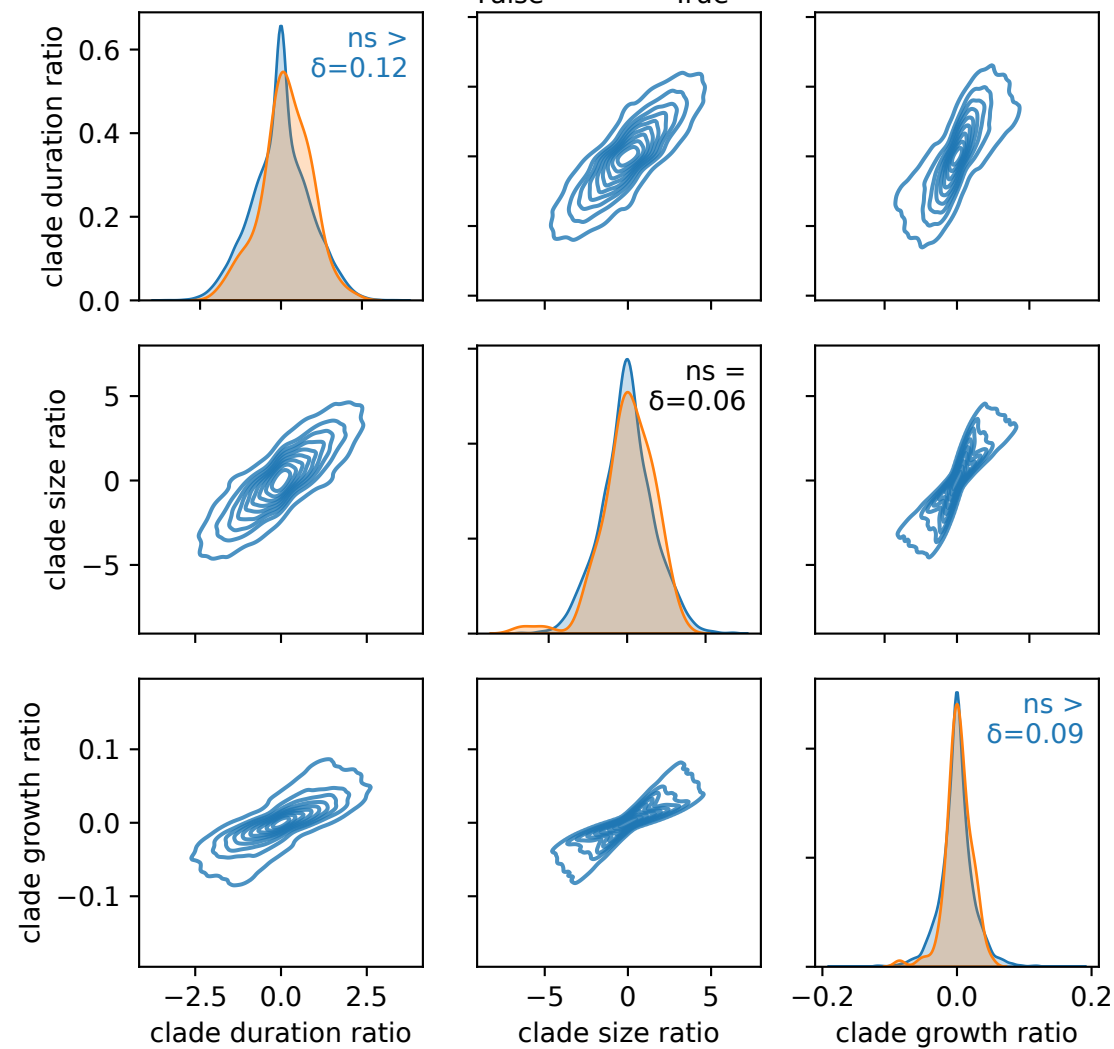 0.6
0.4
0.2
0.0
clade duration ratio
ns >
δ=0.12
5
0
−5
clade size ratio
ns =
δ=0.06
0.1
0.0
−0.1
clade growth ratio
ns >
δ=0.09
−2.5 0.0 2.5
−5 0 5
−0.2 0.0 0.2
clade duration ratio
clade size ratio
clade growth ratio